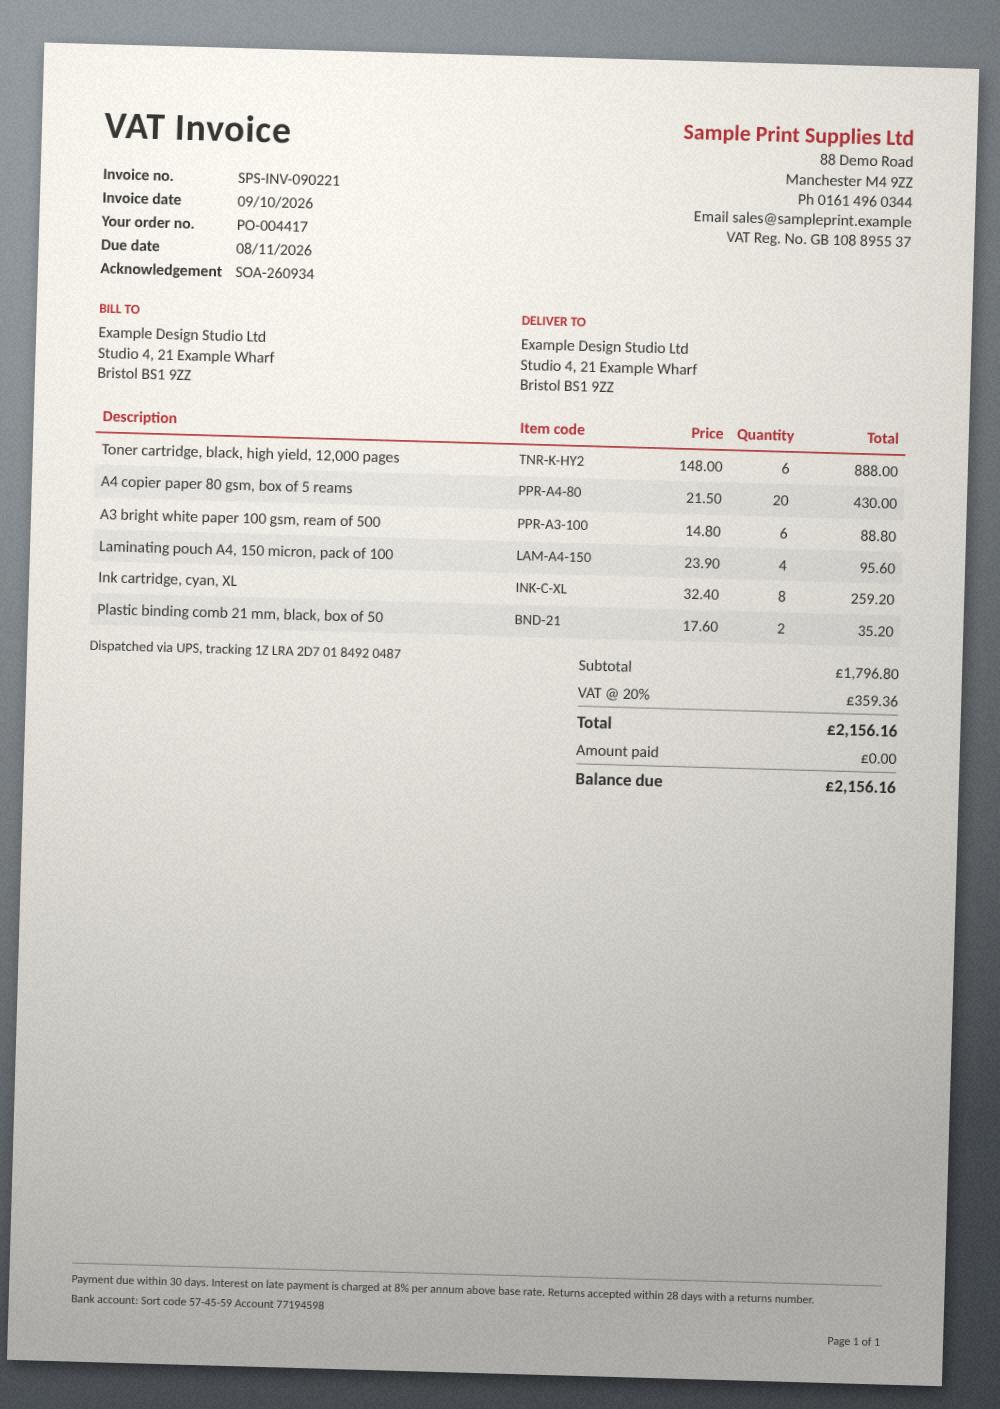 VAT Invoice
Sample Print Supplies Ltd
88 Demo Road
Manchester M4 9ZZ
Ph 0161 496 0344
Email sales@sampleprint.example
VAT Reg. No. GB 108 8955 37
Invoice no. SPS-INV-090221
Invoice date 09/10/2026
Your order no. PO-004417
Due date 08/11/2026
Acknowledgement SOA-260934
BILL TO
Example Design Studio Ltd
Studio 4, 21 Example Wharf
Bristol BS1 9ZZ
DELIVER TO
Example Design Studio Ltd
Studio 4, 21 Example Wharf
Bristol BS1 9ZZ
Description Item code Price Quantity Total
Toner cartridge, black, high yield, 12,000 pages TNR-K-HY2 148.00 6 888.00
A4 copier paper 80 gsm, box of 5 reams PPR-A4-80 21.50 20 430.00
A3 bright white paper 100 gsm, ream of 500 PPR-A3-100 14.80 6 88.80
Laminating pouch A4, 150 micron, pack of 100 LAM-A4-150 23.90 4 95.60
Ink cartridge, cyan, XL INK-C-XL 32.40 8 259.20
Plastic binding comb 21 mm, black, box of 50 BND-21 17.60 2 35.20
Dispatched via UPS, tracking 1Z LRA 2D7 01 8492 0487
Subtotal £1,796.80
VAT @ 20% £359.36
Total £2,156.16
Amount paid £0.00
Balance due £2,156.16
Payment due within 30 days. Interest on late payment is charged at 8% per annum above base rate. Returns accepted within 28 days with a returns number.
Bank account: Sort code 57-45-59 Account 77194598
Page 1 of 1